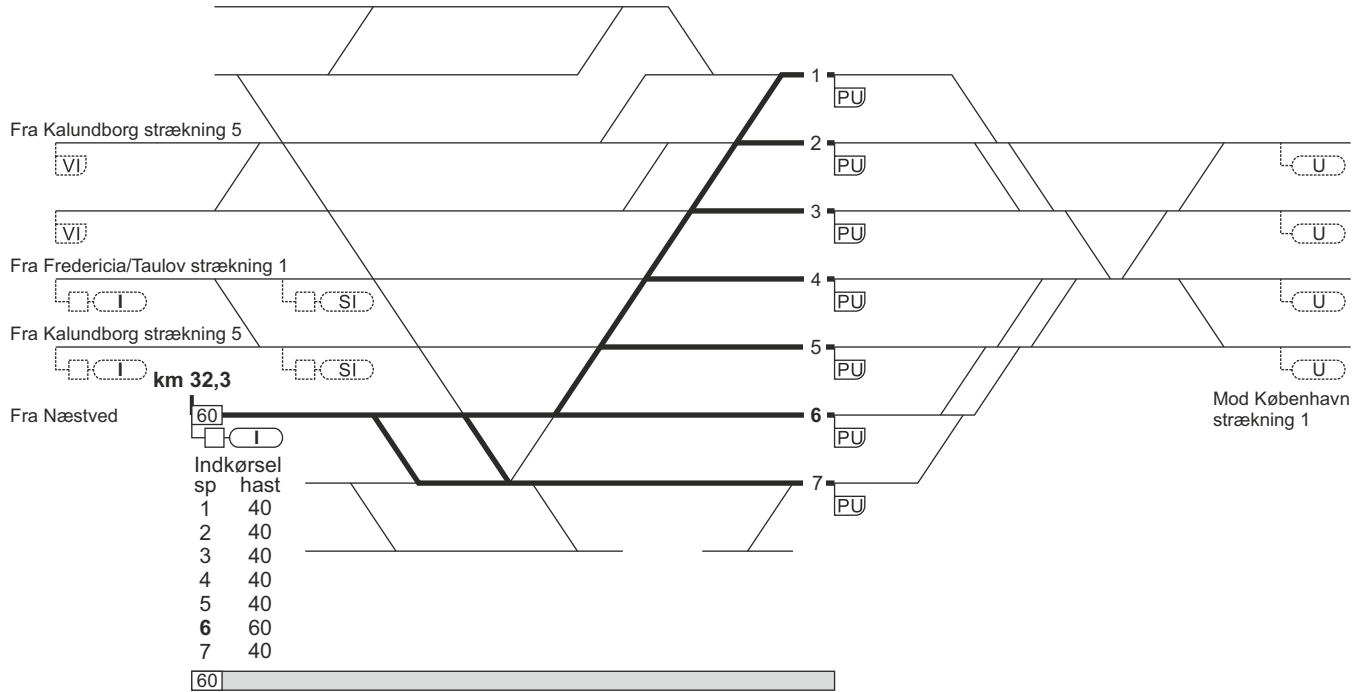 1
PU
Fra Kalundborg strækning 5
2
VI
PU
U
3
VI
PU
U
Fra Fredericia/Taulov strækning 1
4
I
SI
PU
U
Fra Kalundborg strækning 5
5
I
SI
PU
U
km 32,3
Mod København
strækning 1
Fra Næstved
60
6
I
PU
Indkørsel
sp hast
7
PU
1 40
2 40
3 40
4 40
5 40
6 60
7 40
60